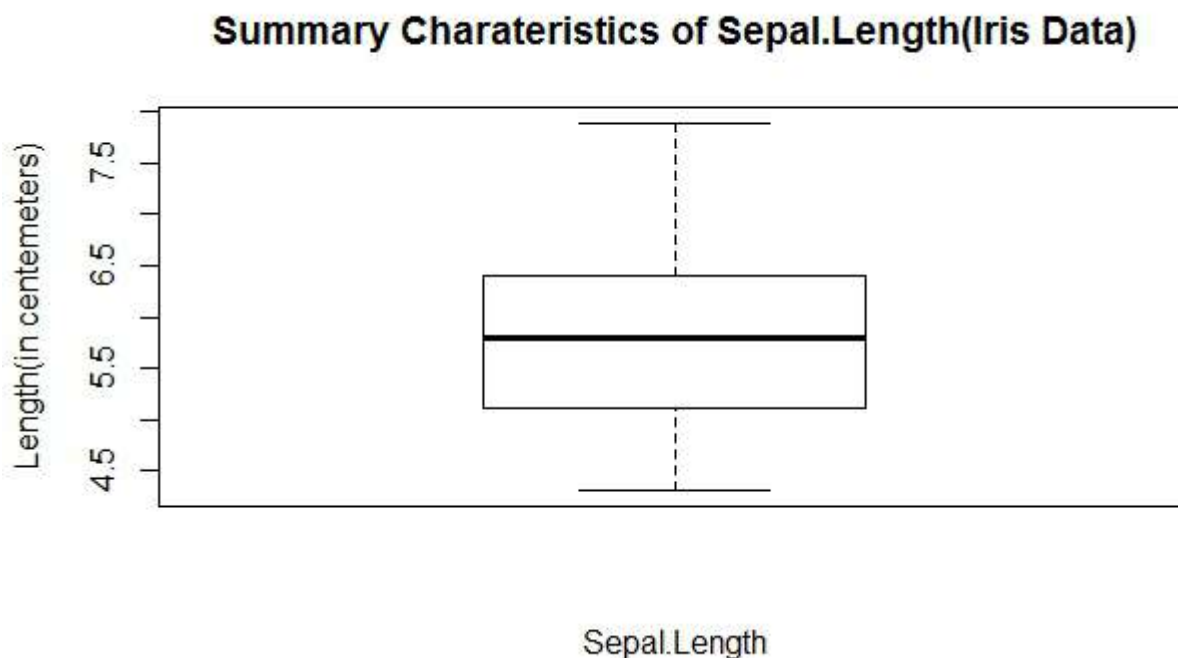 Summary Charateristics of Sepal.Length(Iris Data)
Length(in centemeters)
7.5
6.5
5.5
4.5
Sepal.Length